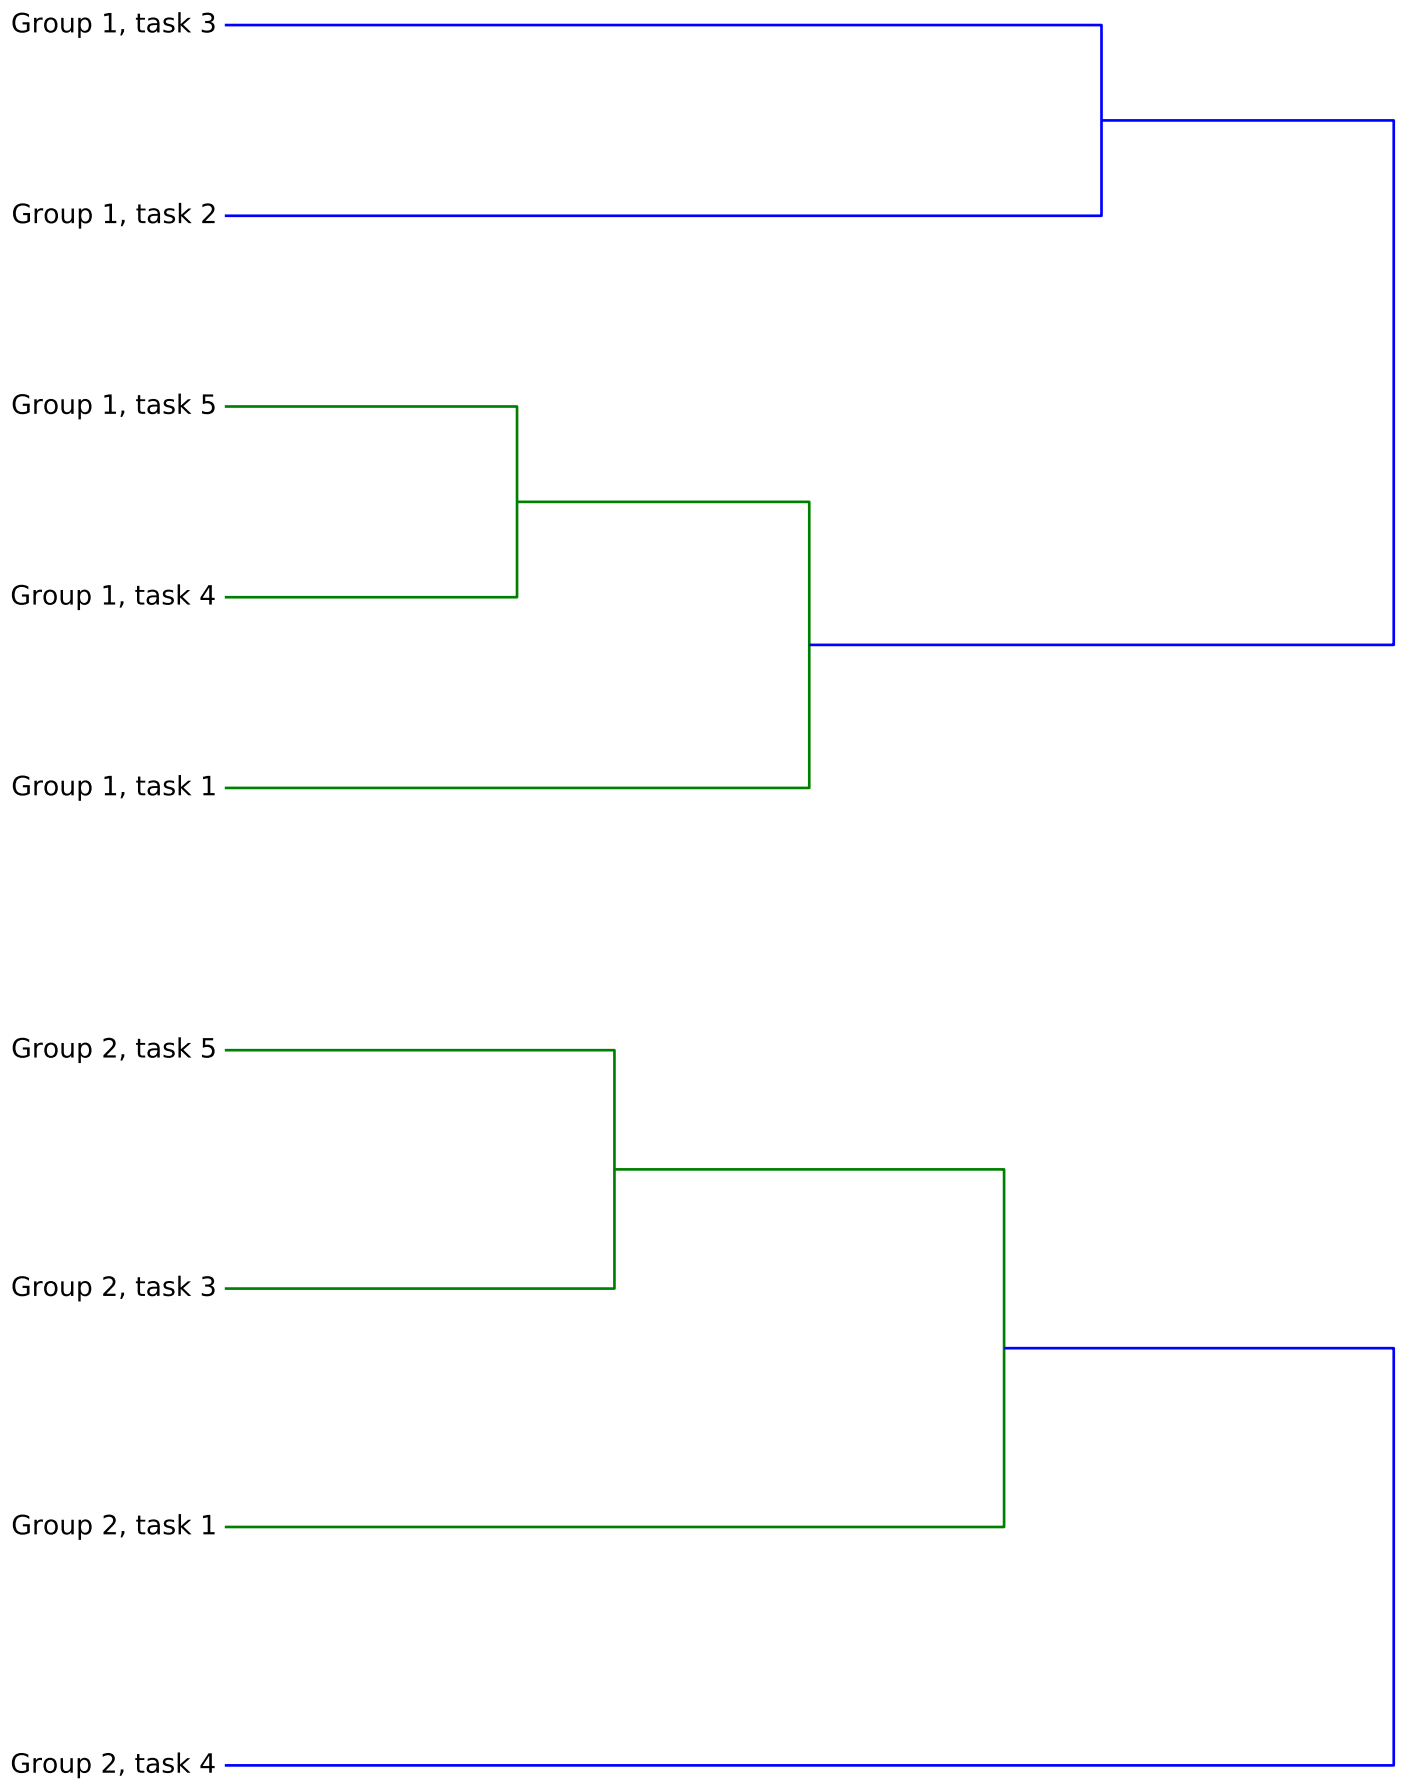 Group 1, task 3
Group 1, task 2
Group 1, task 5
Group 1, task 4
Group 1, task 1
Group 2, task 5
Group 2, task 3
Group 2, task 1
Group 2, task 4